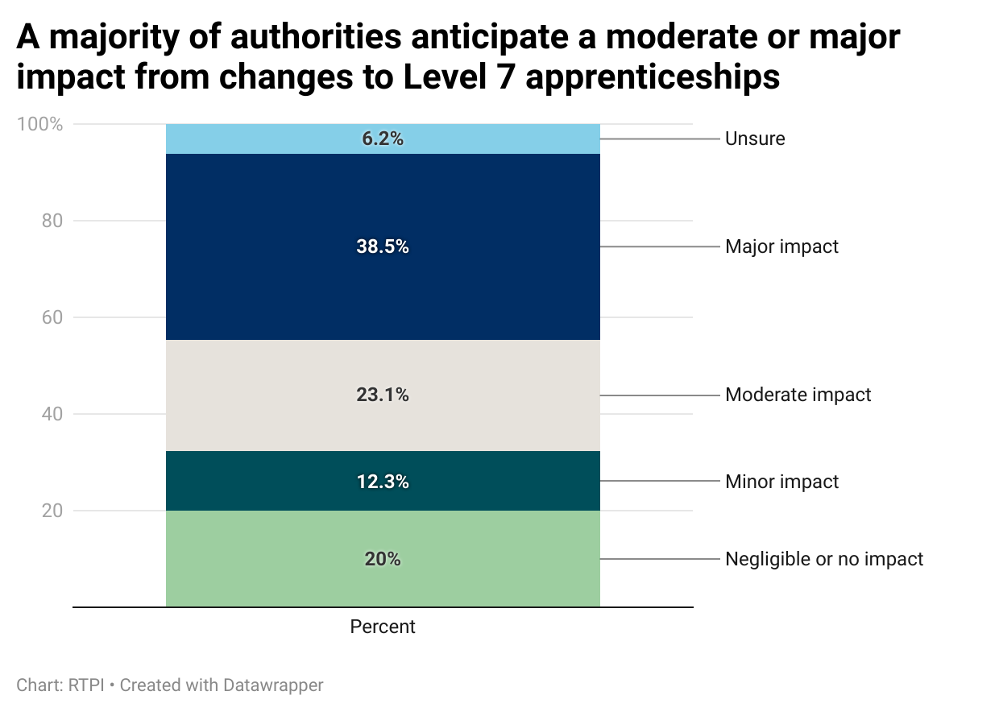 A majority of authorities anticipate a moderate or major
impact from changes to Level 7 apprenticeships
100%
6.2%
Unsure
80
38.5%
Major impact
60
23.1%
Moderate impact
40
12.3%
Minor impact
20
20%
Negligible or no impact
Percent
Chart: RTPI • Created with Datawrapper